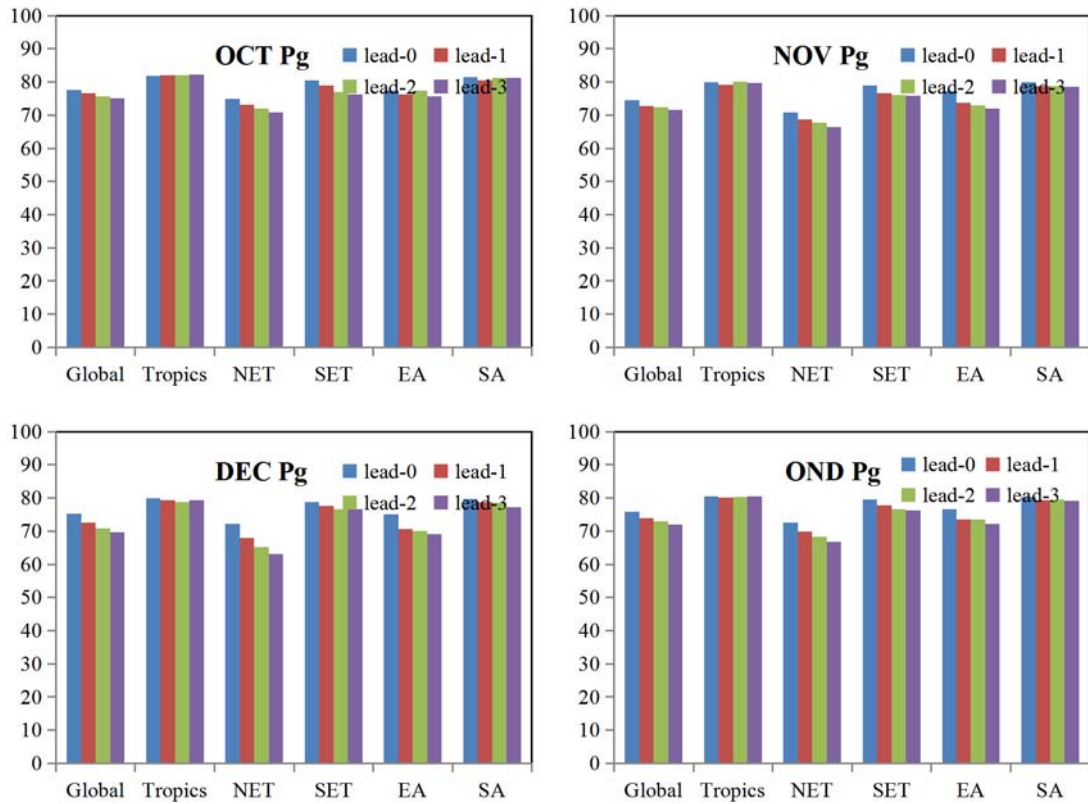 100
90
80
70
60
50
40
30
20
10
0
OCT Pg
lead-0 lead-1
lead-2 lead-3
Global Tropics NET SET EA SA
100
90
80
70
60
50
40
30
20
10
0
NOV Pg
lead-0 lead-1
lead-2 lead-3
Global Tropics NET SET EA SA
100
90
80
70
60
50
40
30
20
10
0
DEC Pg
lead-0 lead-1
lead-2 lead-3
Global Tropics NET SET EA SA
100
90
80
70
60
50
40
30
20
10
0
OND Pg
lead-0 lead-1
lead-2 lead-3
Global Tropics NET SET EA SA